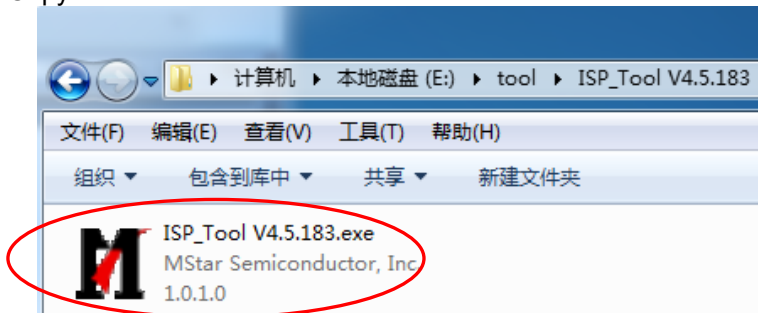 计算机 ▸ 本地磁盘 (E:) ▸ tool ▸ ISP_Tool V4.5.183
文件(F) 编辑(E) 查看(V) 工具(T) 帮助(H)
组织 包含到库中 共享 新建文件夹
ISP_Tool V4.5.183.exe
MStar Semiconductor, Inc.
1.0.1.0